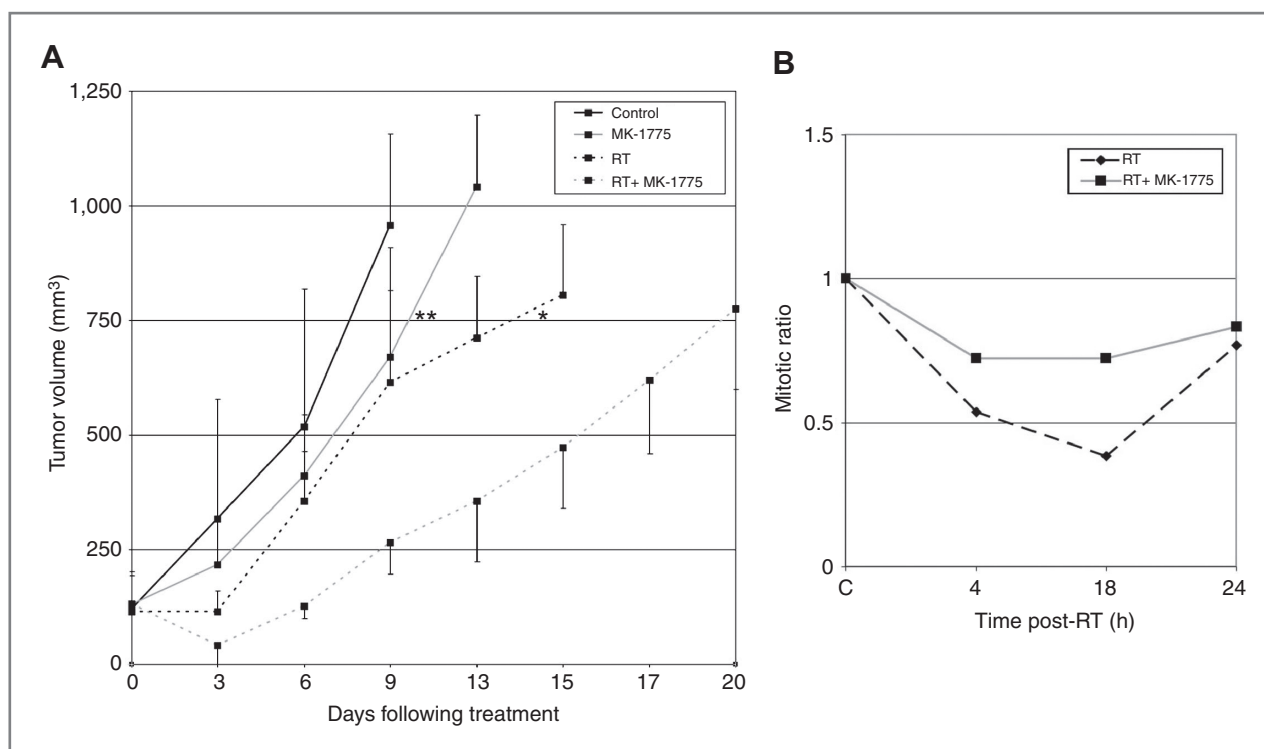 A
Tumor volume (mm³)
1,250
1,000
750
500
250
0
Control
MK-1775
RT
RT+ MK-1775
**
*
0 3 6 9 13 15 17 20
Days following treatment
B
Mitotic ratio
1.5
1
0.5
0
RT
RT+ MK-1775
C 4 18 24
Time post-RT (h)